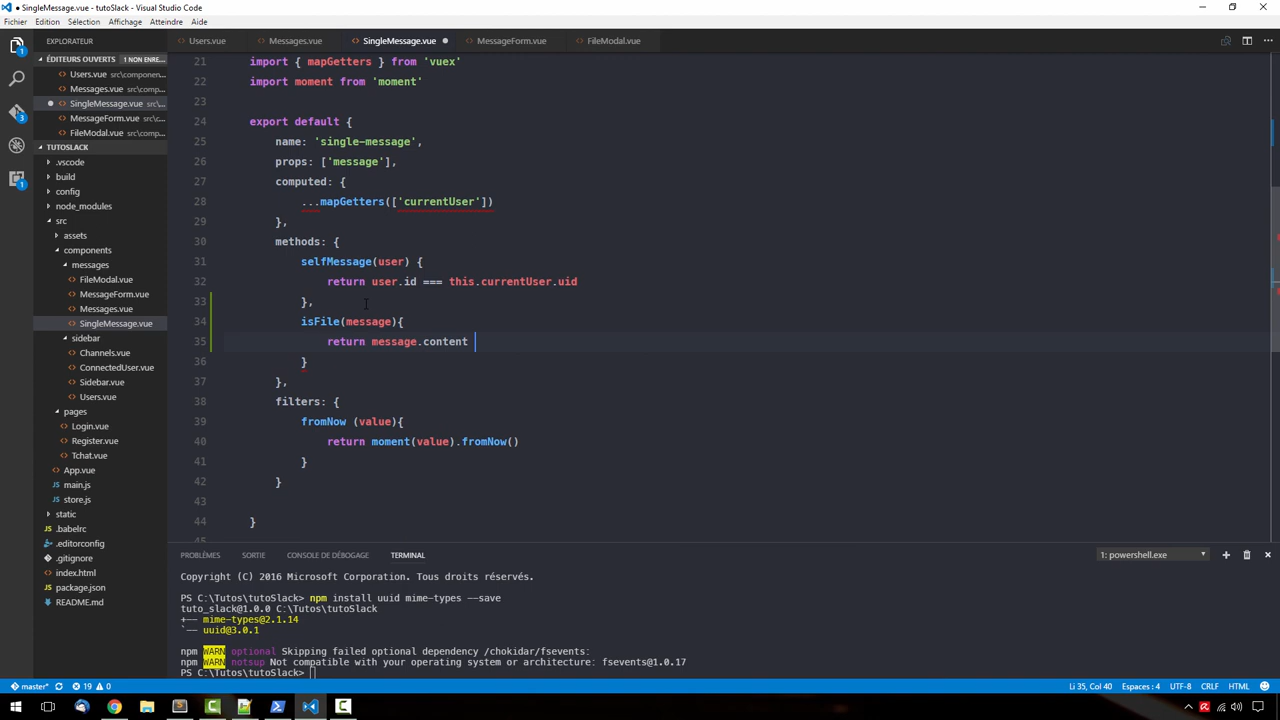 ● SingleMessage.vue - tutoSlack - Visual Studio Code
Fichier Edition Sélection Affichage Atteindre Aide
EXPLORATEUR
Users.vue Messages.vue SingleMessage.vue MessageForm.vue FileModal.vue
ÉDITEURS OUVERTS 1 NON ENRE...
Users.vue src\componen...
Messages.vue src\comp...
SingleMessage.vue src\...
MessageForm.vue src\c...
FileModal.vue src\comp...
TUTOSLACK
.vscode
build
config
node_modules
src
assets
components
messages
FileModal.vue
MessageForm.vue
Messages.vue
SingleMessage.vue
sidebar
Channels.vue
ConnectedUser.vue
Sidebar.vue
Users.vue
pages
Login.vue
Register.vue
Tchat.vue
App.vue
main.js
store.js
static
.babelrc
.editorconfig
.gitignore
index.html
package.json
README.md
21 import { mapGetters } from 'vuex'
22 import moment from 'moment'
23
24 export default {
25 name: 'single-message',
26 props: ['message'],
27 computed: {
28 ...mapGetters(['currentUser'])
29 },
30 methods: {
31 selfMessage(user) {
32 return user.id === this.currentUser.uid
33 },
34 isFile(message){
35 return message.content
36 }
37 },
38 filters: {
39 fromNow (value){
40 return moment(value).fromNow()
41 }
42 }
43
44 }
45
PROBLÈMES SORTIE CONSOLE DE DÉBOGAGE TERMINAL 1: powershell.exe
Copyright (C) 2016 Microsoft Corporation. Tous droits réservés.
PS C:\Tutos\tutoSlack> npm install uuid mime-types --save
tuto_slack@1.0.0 C:\Tutos\tutoSlack
+-- mime-types@2.1.14
`-- uuid@3.0.1
npm WARN optional Skipping failed optional dependency /chokidar/fsevents:
npm WARN notsup Not compatible with your operating system or architecture: fsevents@1.0.17
PS C:\Tutos\tutoSlack>
master* 19 0 Li 35, Col 40 Espaces : 4 UTF-8 CRLF HTML